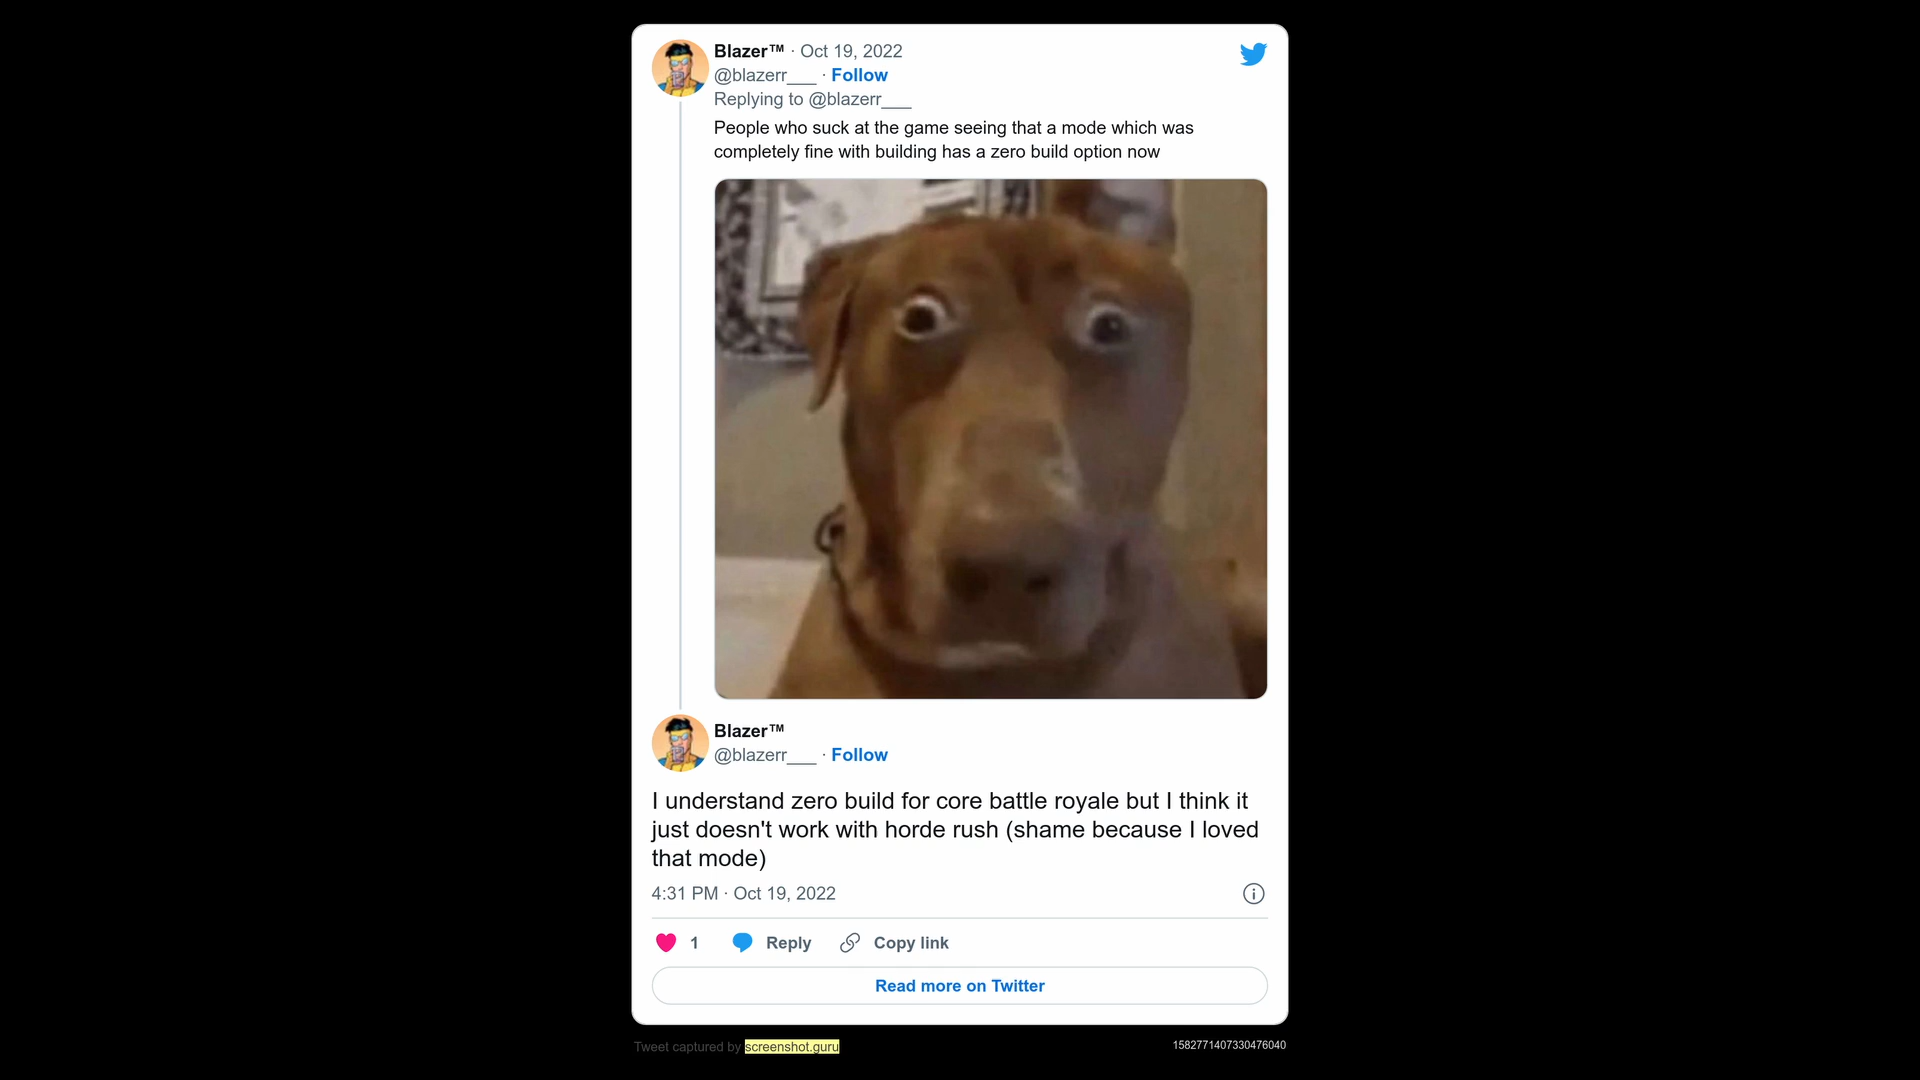 Blazer™ · Oct 19, 2022
@blazerr___ · Follow
Replying to @blazerr___
People who suck at the game seeing that a mode which was
completely fine with building has a zero build option now
Blazer™
@blazerr___ · Follow
I understand zero build for core battle royale but I think it
just doesn't work with horde rush (shame because I loved
that mode)
4:31 PM · Oct 19, 2022
1 Reply Copy link
Read more on Twitter
Tweet captured by screenshot.guru 1582771407330476040